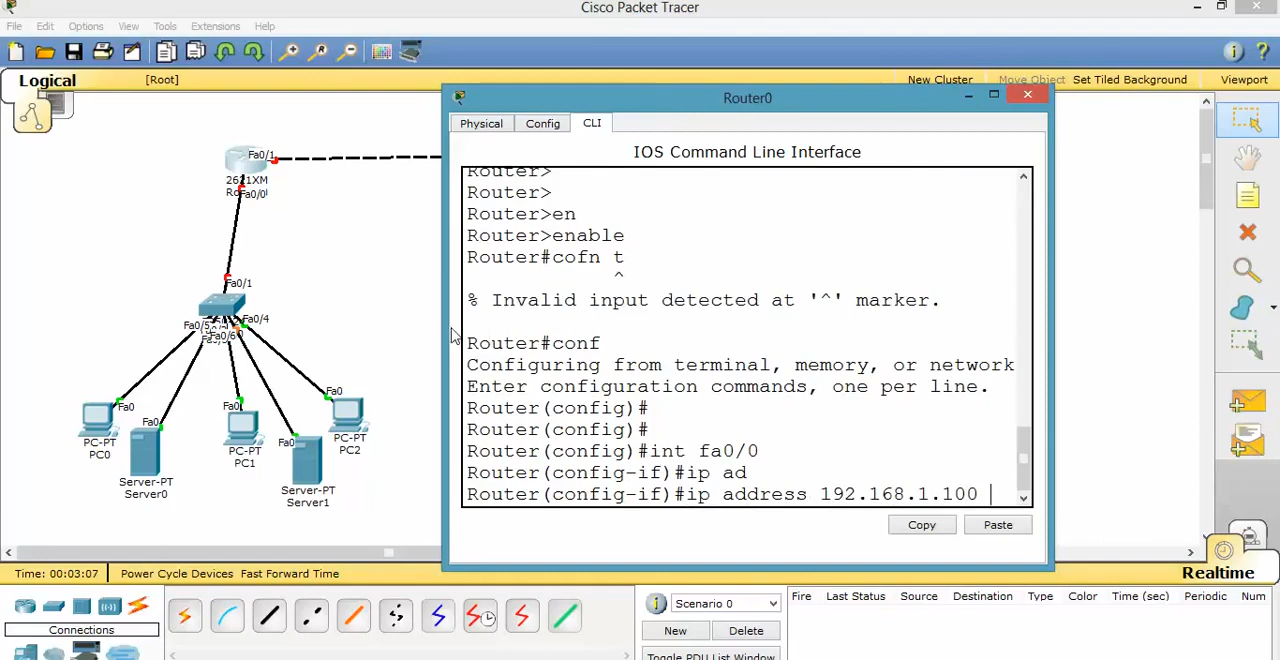 Cisco Packet Tracer
File Edit Options View Tools Extensions Help
Logical [Root] New Cluster Move Object Set Tiled Background Viewport
Router0
Physical Config CLI
IOS Command Line Interface
Router>
Router>
Router>en
Router>enable
Router#cofn t
^
% Invalid input detected at '^' marker.
Router#conf
Configuring from terminal, memory, or network
Enter configuration commands, one per line.
Router(config)#
Router(config)#
Router(config)#int fa0/0
Router(config-if)#ip ad
Router(config-if)#ip address 192.168.1.100
Copy Paste
Fa0/1
2621XM
Fa0/0
Fa0/1
Fa0/5 Fa0/4
Fa0/6
Fa0 Fa0 Fa0 Fa0 Fa0
PC-PT
PC0
Server-PT
Server0
PC-PT
PC1
Server-PT
Server1
PC-PT
PC2
Time: 00:03:07 Power Cycle Devices Fast Forward Time
Realtime
Connections
Scenario 0
New Delete
Toggle PDU List Window
Fire Last Status Source Destination Type Color Time (sec) Periodic Num